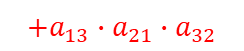 +a₁₃ · a₂₁ · a₃₂